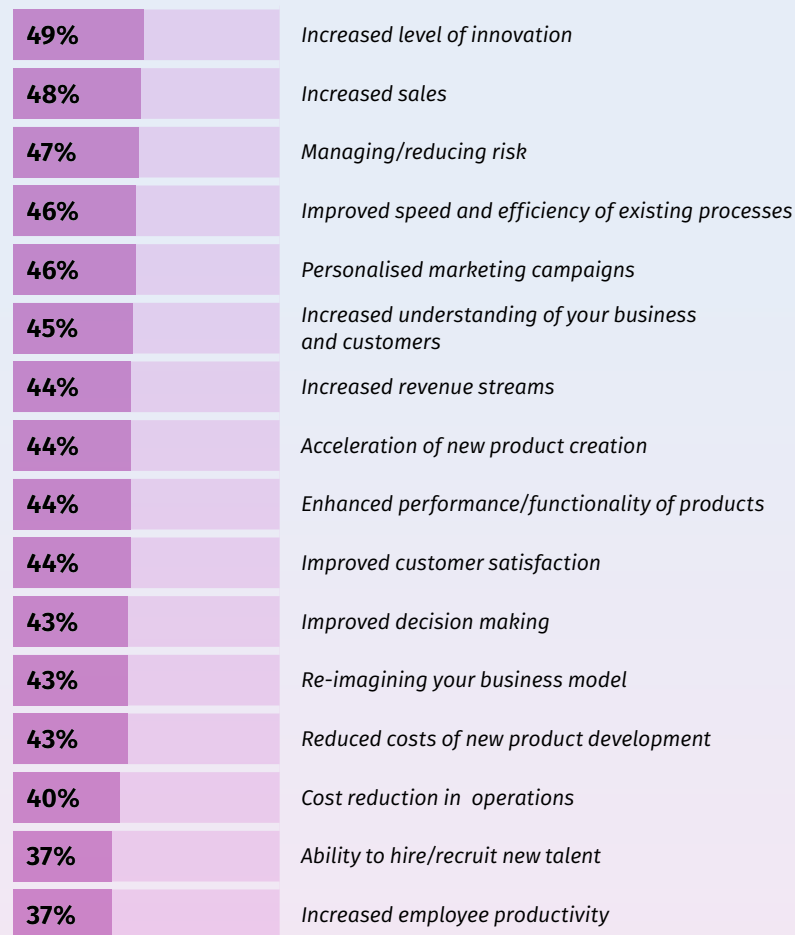 49% Increased level of innovation
48% Increased sales
47% Managing/reducing risk
46% Improved speed and efficiency of existing processes
46% Personalised marketing campaigns
45% Increased understanding of your business
and customers
44% Increased revenue streams
44% Acceleration of new product creation
44% Enhanced performance/functionality of products
44% Improved customer satisfaction
43% Improved decision making
43% Re-imagining your business model
43% Reduced costs of new product development
40% Cost reduction in  operations
37% Ability to hire/recruit new talent
37% Increased employee productivity